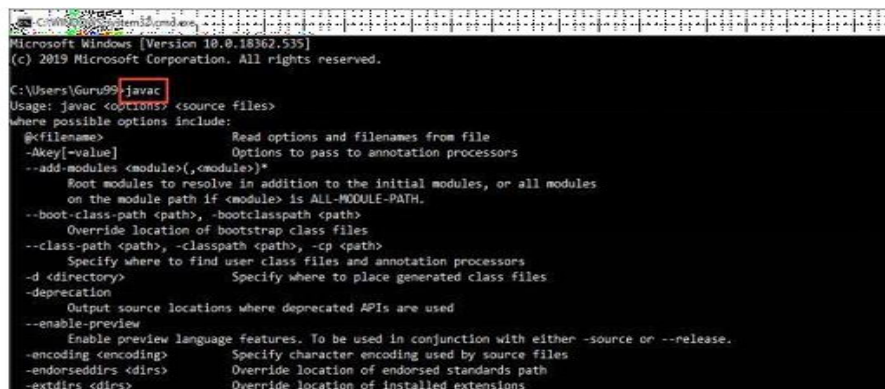 C:\WINDOWS\system32\cmd.exe
Microsoft Windows [Version 10.0.18362.535]
(c) 2019 Microsoft Corporation. All rights reserved.
C:\Users\Guru99>javac
Usage: javac <options> <source files>
where possible options include:
@<filename> Read options and filenames from file
-Akey[=value] Options to pass to annotation processors
--add-modules <module>(,<module>)*
Root modules to resolve in addition to the initial modules, or all modules
on the module path if <module> is ALL-MODULE-PATH.
--boot-class-path <path>, -bootclasspath <path>
Override location of bootstrap class files
--class-path <path>, -classpath <path>, -cp <path>
Specify where to find user class files and annotation processors
-d <directory> Specify where to place generated class files
-deprecation
Output source locations where deprecated APIs are used
--enable-preview
Enable preview language features. To be used in conjunction with either -source or --release.
-encoding <encoding> Specify character encoding used by source files
-endorseddirs <dirs> Override location of endorsed standards path
-extdirs <dirs> Override location of installed extensions